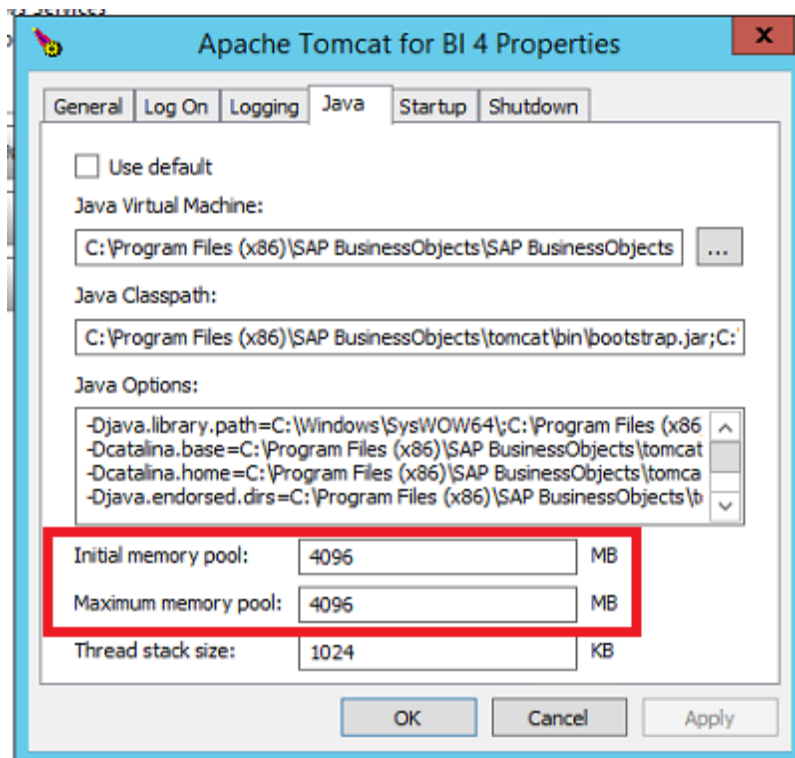 Services
Apache Tomcat for BI 4 Properties
x
General Log On Logging Java Startup Shutdown
Use default
Java Virtual Machine:
C:\Program Files (x86)\SAP BusinessObjects\SAP BusinessObjects ...
Java Classpath:
C:\Program Files (x86)\SAP BusinessObjects\tomcat\bin\bootstrap.jar;C:
Java Options:
-Djava.library.path=C:\Windows\SysWOW64\;C:\Program Files (x86
-Dcatalina.base=C:\Program Files (x86)\SAP BusinessObjects\tomcat
-Dcatalina.home=C:\Program Files (x86)\SAP BusinessObjects\tomca
-Djava.endorsed.dirs=C:\Program Files (x86)\SAP BusinessObjects\t
Initial memory pool: 4096 MB
Maximum memory pool: 4096 MB
Thread stack size: 1024 KB
OK Cancel Apply